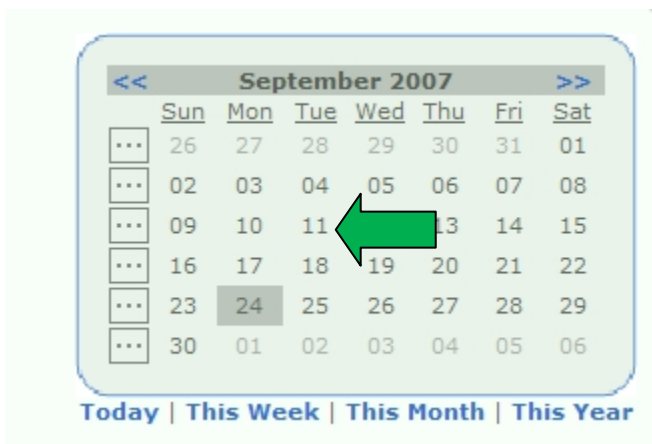 << September 2007 >>
Sun Mon Tue Wed Thu Fri Sat
... 26 27 28 29 30 31 01
... 02 03 04 05 06 07 08
... 09 10 11 13 14 15
... 16 17 18 19 20 21 22
... 23 24 25 26 27 28 29
... 30 01 02 03 04 05 06
Today | This Week | This Month | This Year